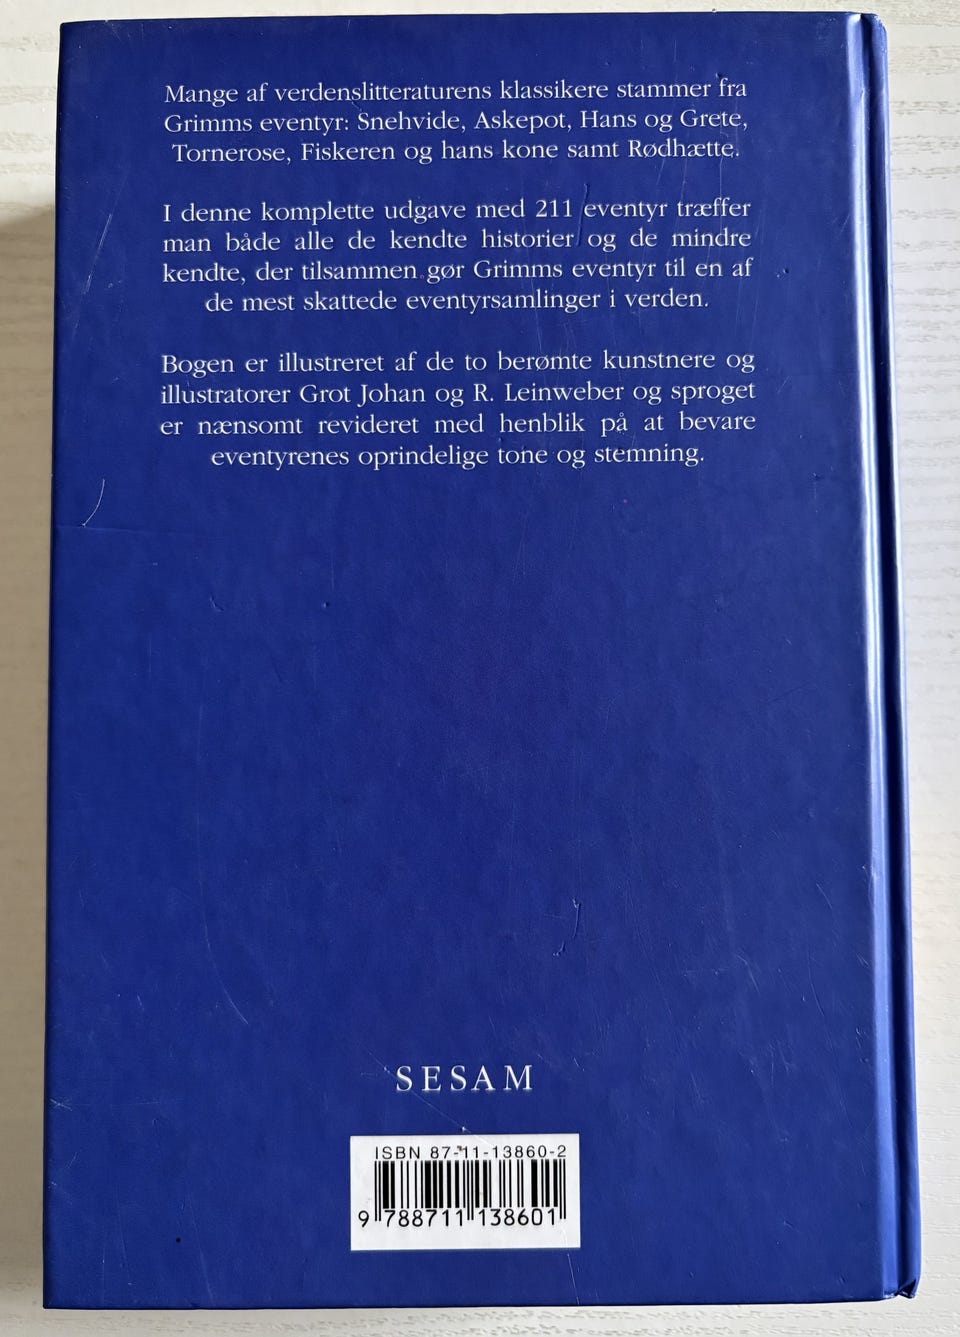 Mange af verdenslitteraturens klassikere stammer fra
Grimms eventyr: Snehvide, Askepot, Hans og Grete,
Tornerose, Fiskeren og hans kone samt Rødhætte.
I denne komplette udgave med 211 eventyr træffer
man både alle de kendte historier og de mindre
kendte, der tilsammen gør Grimms eventyr til en af
de mest skattede eventyrsamlinger i verden.
Bogen er illustreret af de to berømte kunstnere og
illustratorer Grot Johan og R. Leinweber og sproget
er nænsomt revideret med henblik på at bevare
eventyrenes oprindelige tone og stemning.
SESAM
ISBN 87-11-13860-2
9 788711 138601